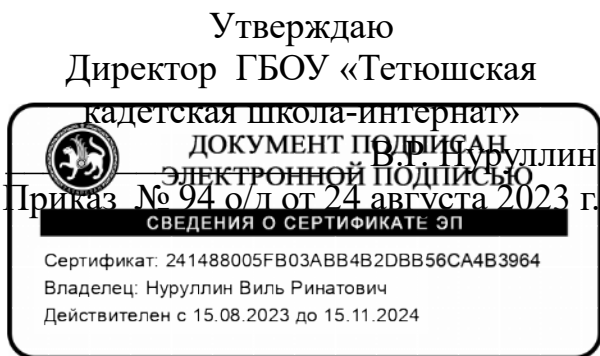 Утверждаю
Директор ГБОУ «Тетюшская
кадетская школа-интернат»
ДОКУМЕНТ ПОДПИСАН
В.Р. Нуруллин
ЭЛЕКТРОННОЙ ПОДПИСЬЮ
Приказ № 94 о/д от 24 августа 2023 г.
СВЕДЕНИЯ О СЕРТИФИКАТЕ ЭП
Сертификат: 241488005FB03ABB4B2DBB56CA4B3964
Владелец: Нуруллин Виль Ринатович
Действителен с 15.08.2023 до 15.11.2024